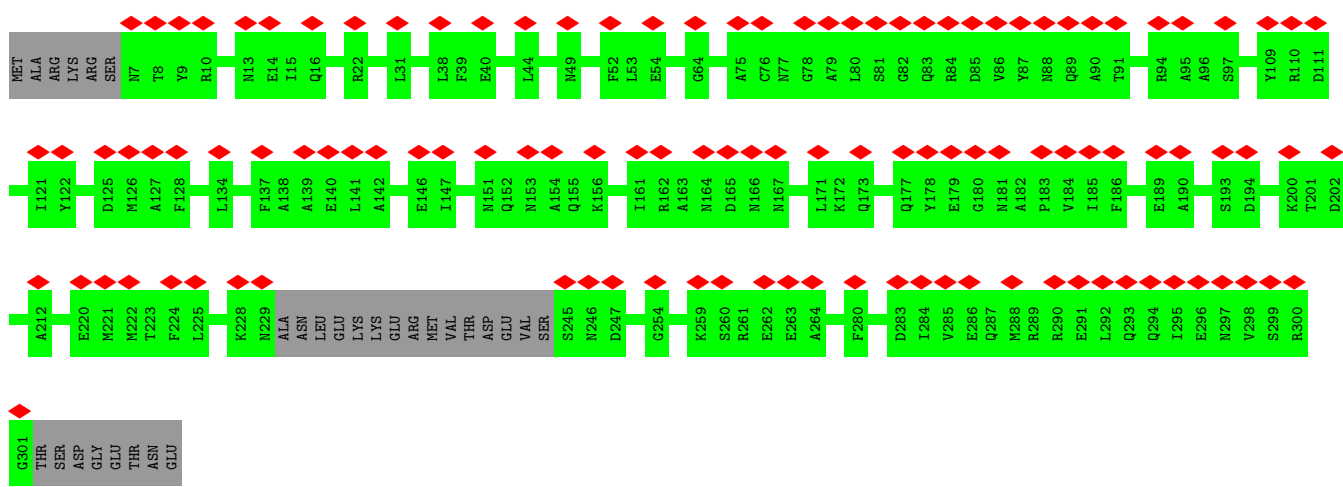 MET ALA ARG LYS ARG SER N7 T8 Y9 R10 N13 E14 I15 Q16 R22 L31 L38 F39 E40 L44 N49 F52 L53 E54 G64 A75 C76 N77 G78 A79 L80 S81 G82 Q83 R84 D85 V86 Y87 N88 Q89 A90 T91 R94 A95 A96 S97 Y109 R110 D111
I121 Y122 D125 M126 A127 F128 L134 F137 A138 A139 E140 L141 A142 E146 I147 N151 Q152 N153 A154 Q155 K156 I161 R162 A163 N164 D165 N166 N167 L171 K172 Q173 Q177 Y178 E179 G180 N181 A182 P183 V184 I185 F186 E189 A190 S193 D194 K200 T201 D202
A212 E220 M221 M222 T223 F224 L225 K228 N229 ALA ASN LEU GLU LYS LYS GLU ARG MET VAL THR ASP GLU VAL SER S245 N246 D247 G254 K259 S260 R261 E262 E263 A264 F280 D283 I284 V285 E286 Q287 M288 R289 R290 E291 L292 Q293 Q294 I295 E296 N297 V298 S299 R300
G301 THR SER ASP GLY GLU THR ASN GLU